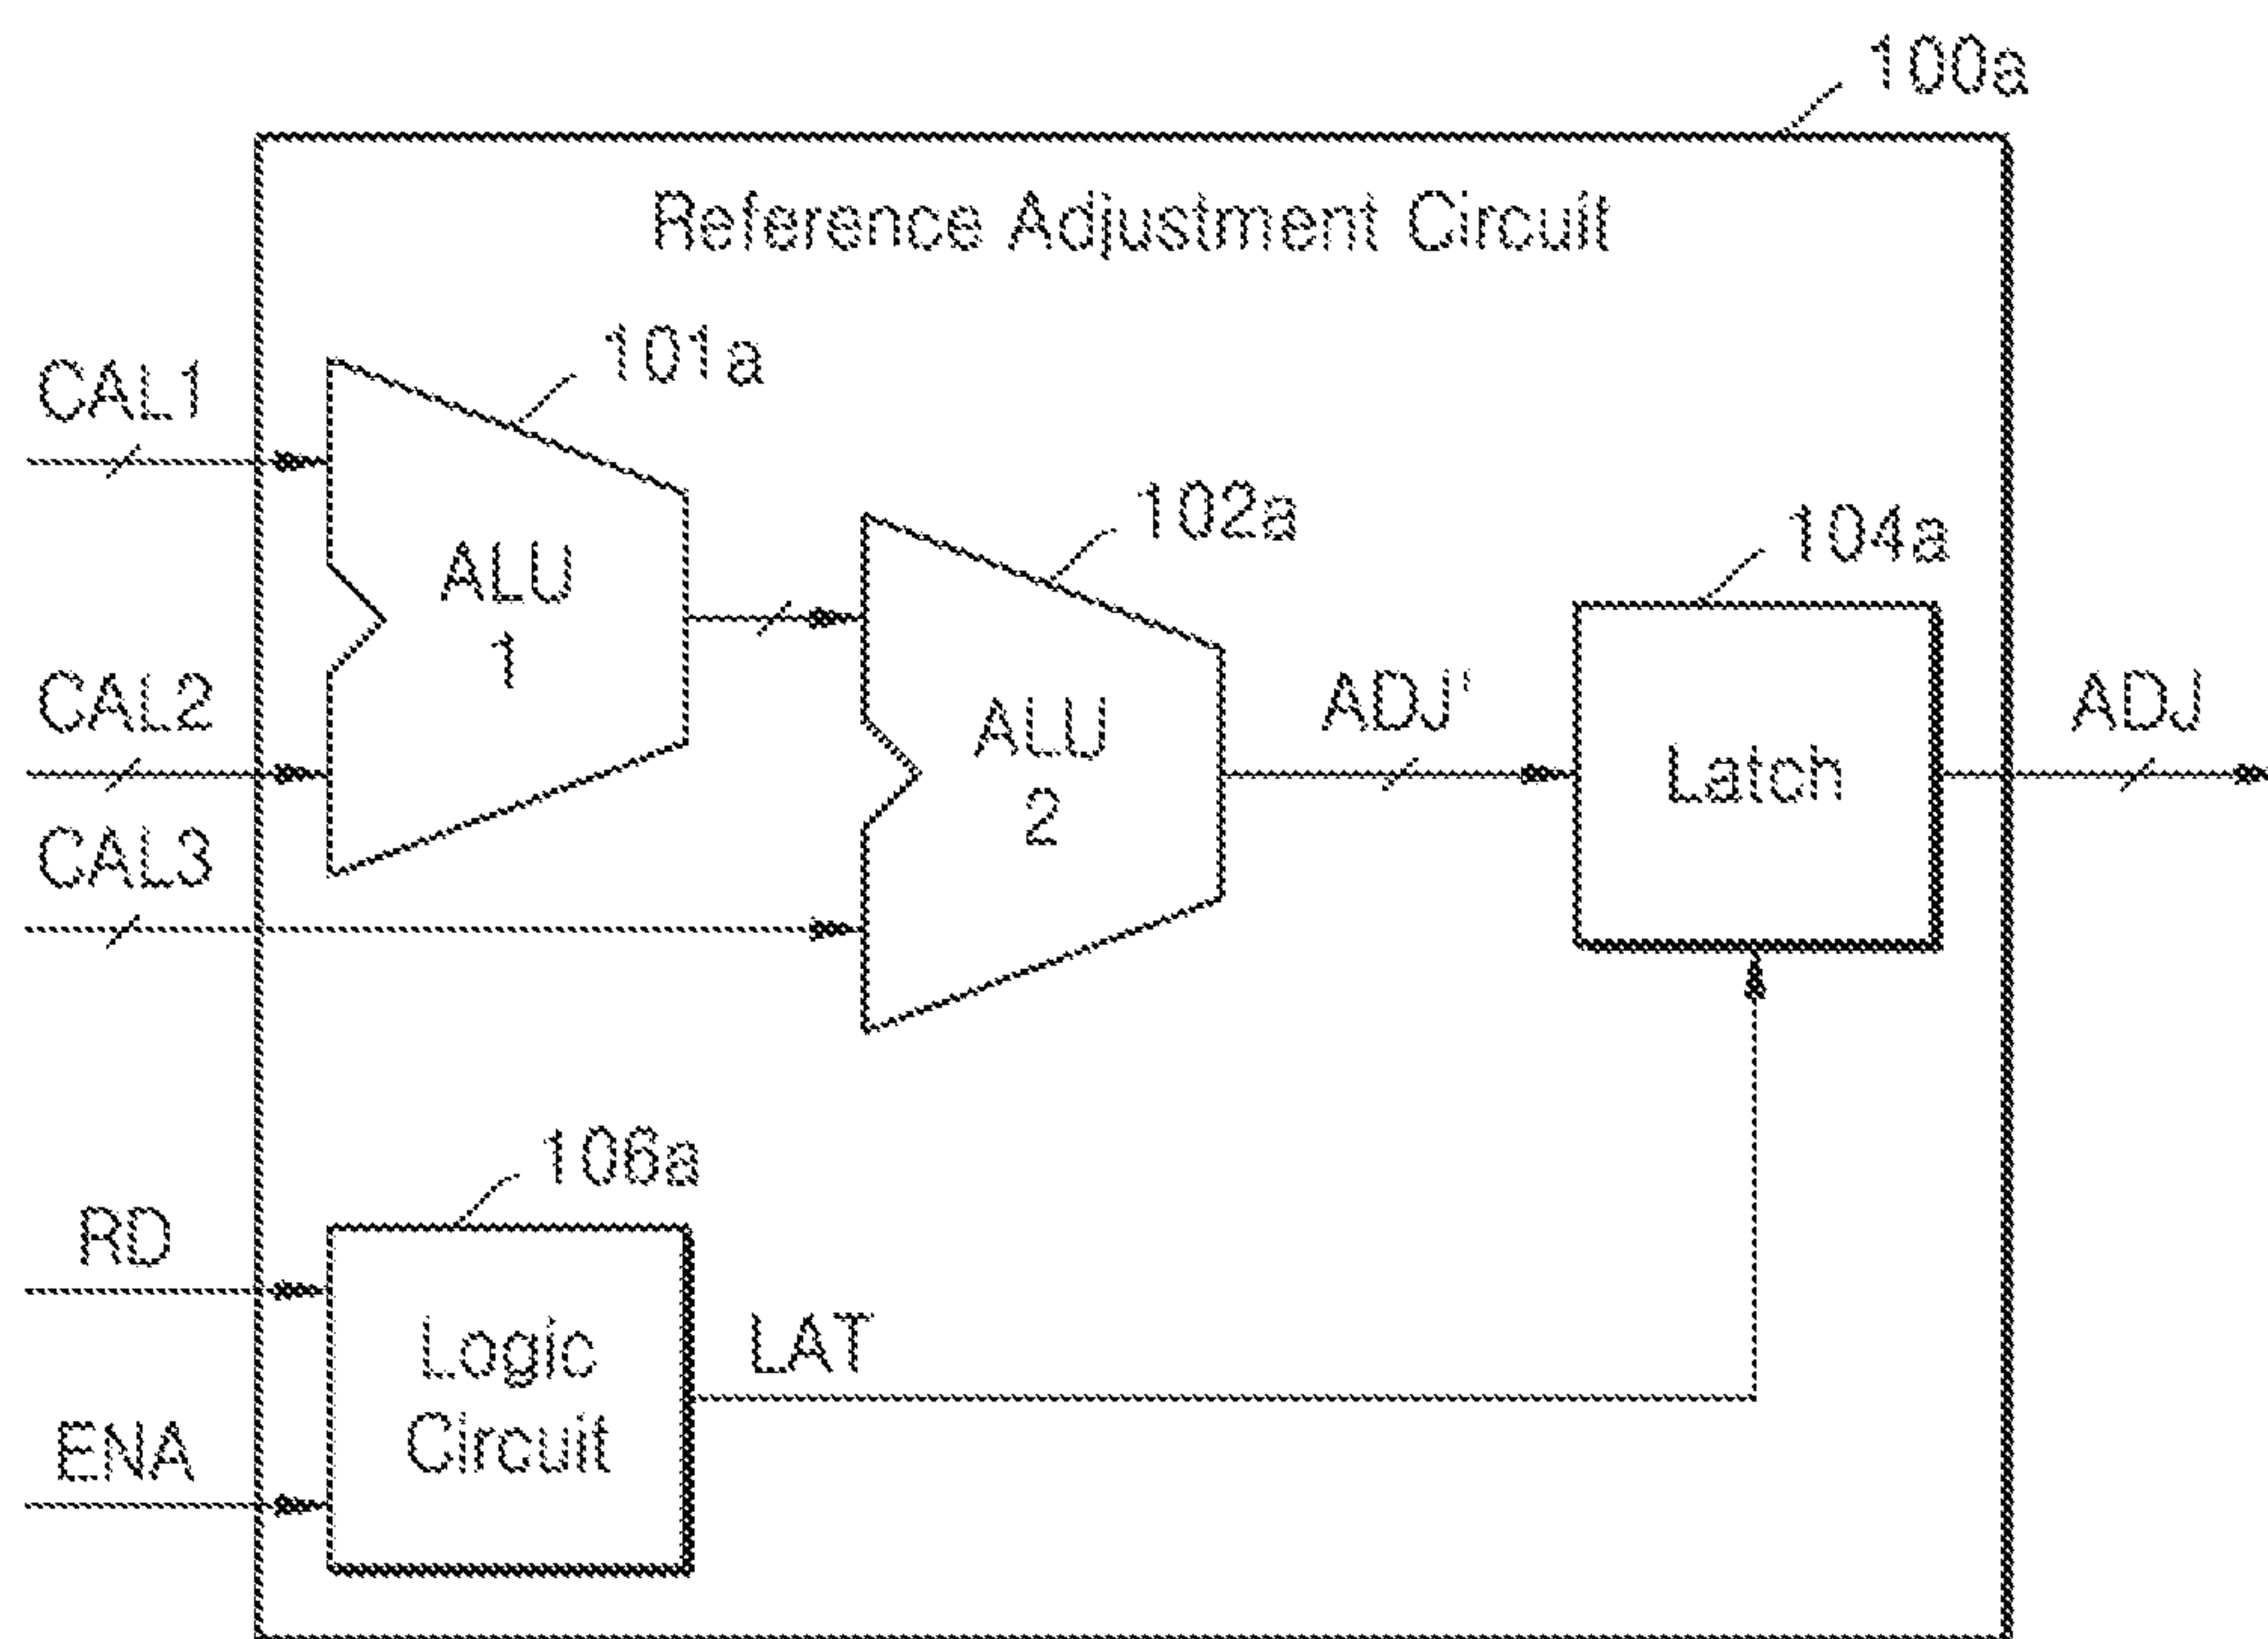 100a
Reference Adjustment Circuit
101a
CAL1
102a
104a
ALU
1
CAL2
ALU
2
ADJ'
Latch
ADJ
CAL3
106a
RD
Logic
Circuit
LAT
ENA